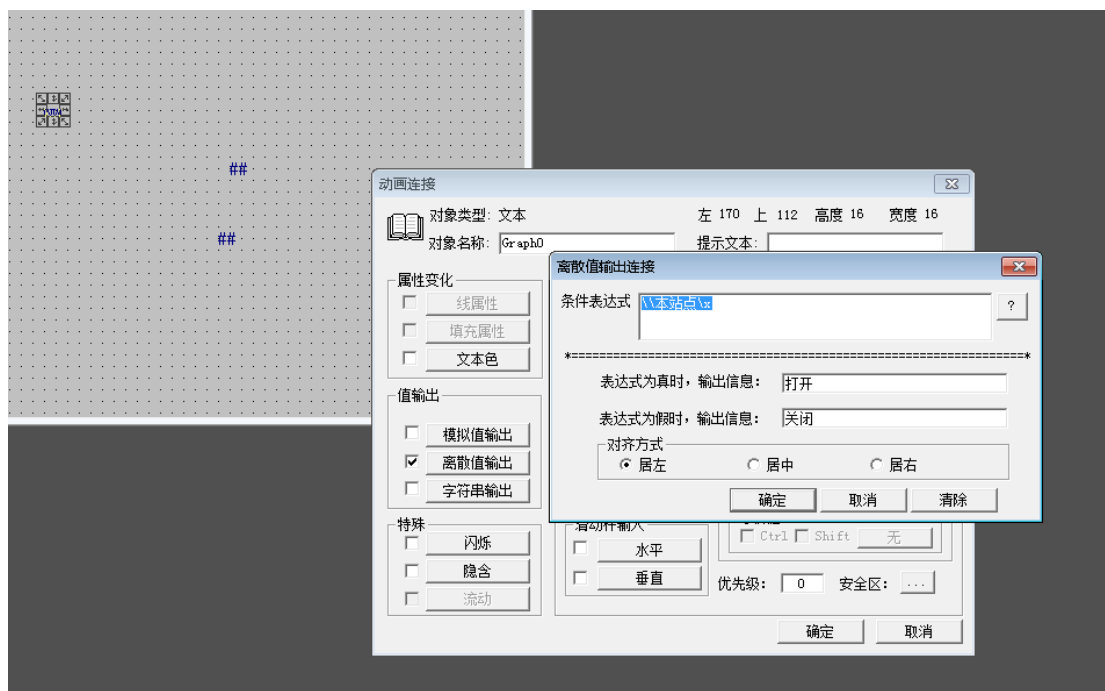 ##
##
动画连接
对象类型: 文本
左 170 上 112 高度 16 宽度 16
对象名称: Graph0
提示文本:
属性变化
线属性
填充属性
文本色
值输出
模拟值输出
离散值输出
字符串输出
特殊
闪烁
隐含
流动
离散值输出连接
条件表达式 \\本站点\x
?
*==========================================================*
表达式为真时，输出信息: 打开
表达式为假时，输出信息: 关闭
对齐方式
居左 居中 居右
确定 取消 清除
滑动杆输入
水平
垂直
Ctrl Shift 无
优先级: 0 安全区: ...
确定 取消